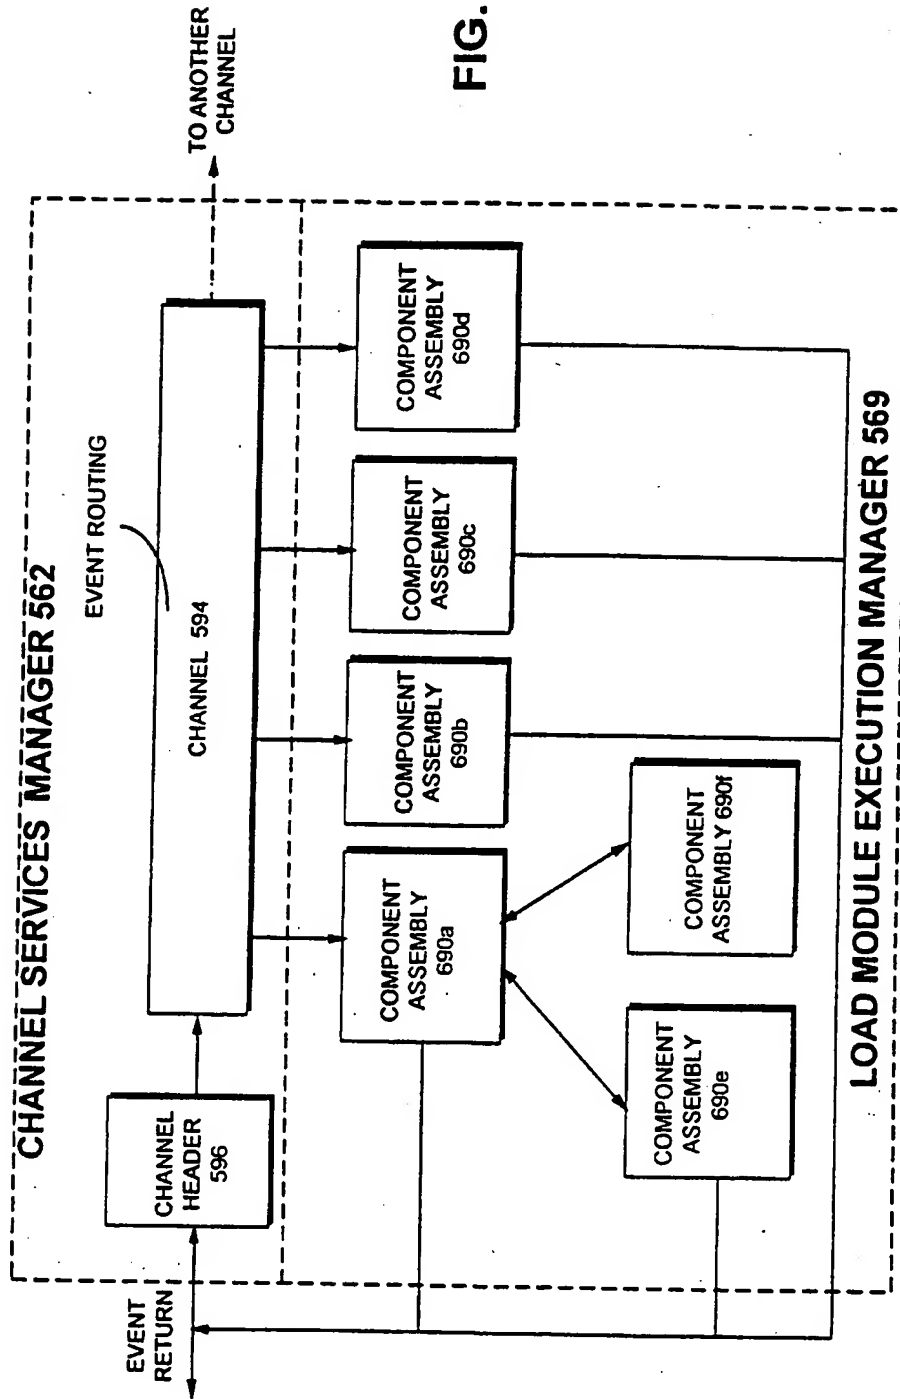 CHANNEL SERVICES MANAGER 562
EVENT ROUTING
TO ANOTHER
CHANNEL
EVENT
RETURN
CHANNEL
HEADER
596
CHANNEL 594
COMPONENT
ASSEMBLY
690a
COMPONENT
ASSEMBLY
690b
COMPONENT
ASSEMBLY
690c
COMPONENT
ASSEMBLY
690d
COMPONENT
ASSEMBLY
690e
COMPONENT
ASSEMBLY 690f
LOAD MODULE EXECUTION MANAGER 569
FIG.